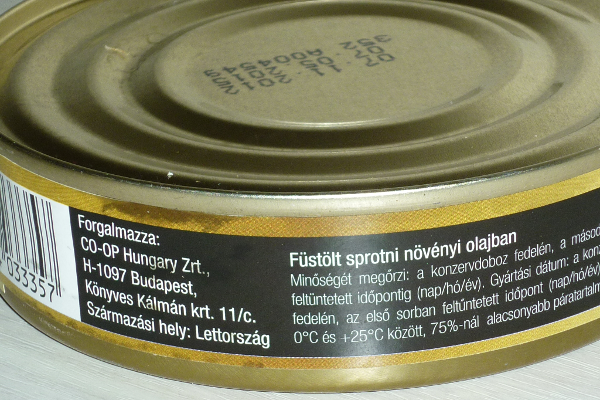 033357
Forgalmazza:
CO-OP Hungary Zrt.,
H-1097 Budapest,
Könyves Kálmán krt. 11/c.
Származási hely: Lettország
Füstölt sprotni növényi olajban
Minőségét megőrzi: a konzervdoboz fedelén, a másod
feltüntetett időpontig (nap/hó/év). Gyártási dátum: a konz
fedelén, az első sorban feltüntetett időpont (nap/hó/év)
0°C és +25°C között, 75%-nál alacsonyabb páratartalm